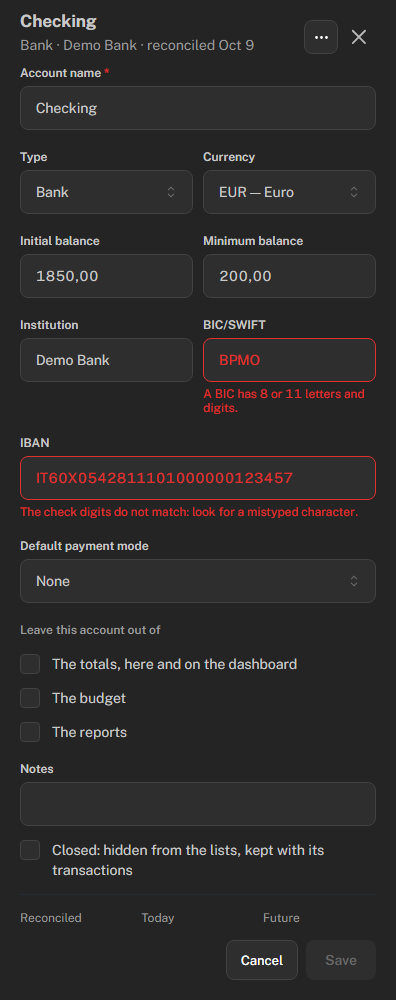 Checking
Bank · Demo Bank · reconciled Oct 9
Account name *
Checking
Type
Currency
Bank
EUR — Euro
Initial balance
Minimum balance
1850,00
200,00
Institution
BIC/SWIFT
Demo Bank
BPMO
A BIC has 8 or 11 letters and
digits.
IBAN
IT60X0542811101000000123457
The check digits do not match: look for a mistyped character.
Default payment mode
None
Leave this account out of
The totals, here and on the dashboard
The budget
The reports
Notes
Closed: hidden from the lists, kept with its
transactions
Reconciled
Today
Future
Cancel
Save